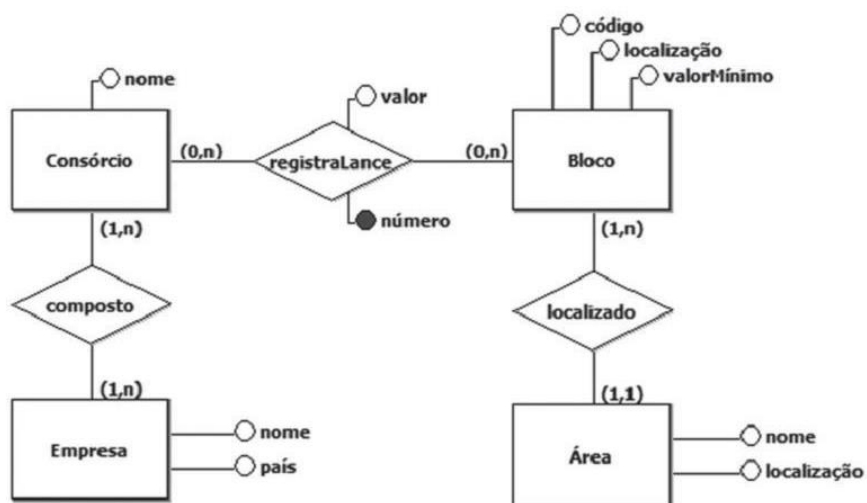 código
localização
nome
valorMínimo
valor
Consórcio
(0,n)
registraLance
(0,n)
Bloco
número
(1,n)
(1,n)
composto
localizado
(1,n)
(1,1)
Empresa
nome
país
Área
nome
localização